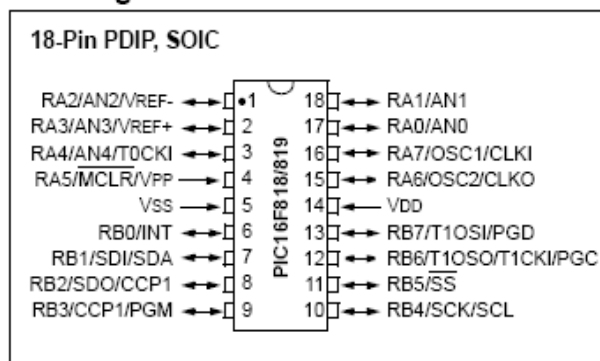 18-Pin PDIP, SOIC
RA2/AN2/VREF- 1 18 RA1/AN1
RA3/AN3/VREF+ 2 17 RA0/AN0
RA4/AN4/T0CKI 3 16 RA7/OSC1/CLKI
RA5/MCLR/VPP 4 15 RA6/OSC2/CLKO
VSS 5 14 VDD
RB0/INT 6 13 RB7/T1OSI/PGD
RB1/SDI/SDA 7 12 RB6/T1OSO/T1CKI/PGC
RB2/SDO/CCP1 8 11 RB5/SS
RB3/CCP1/PGM 9 10 RB4/SCK/SCL
PIC16F818/819